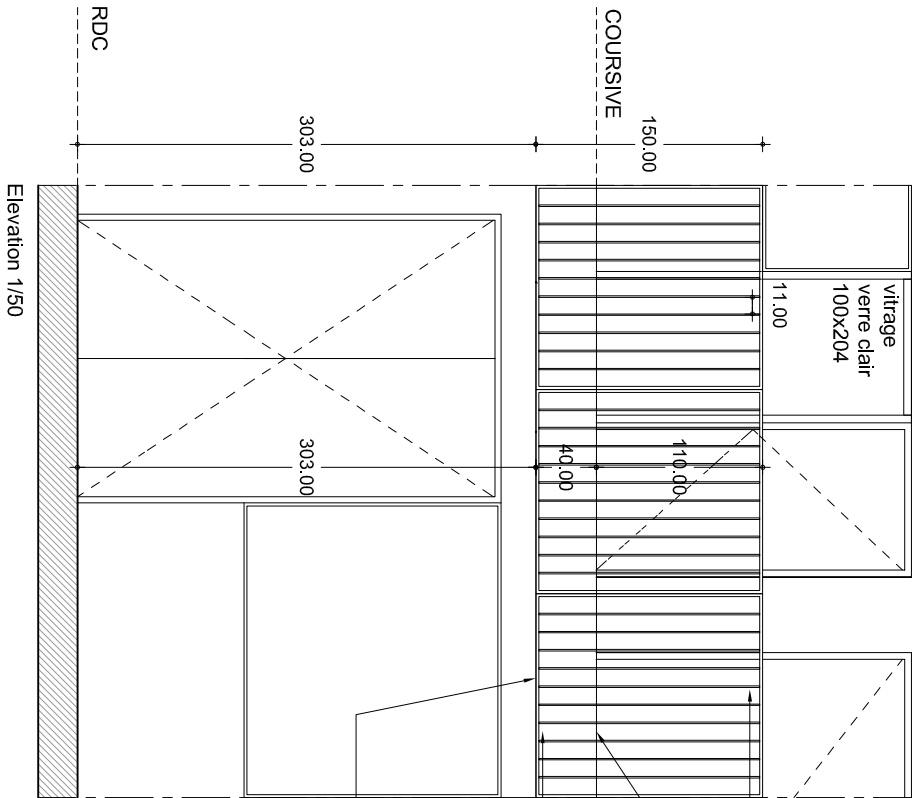 vitrage
verre clair
100x204
11.00
COURSIVE
150.00
110.00
40.00
303.00
303.00
RDC
Elevation 1/50